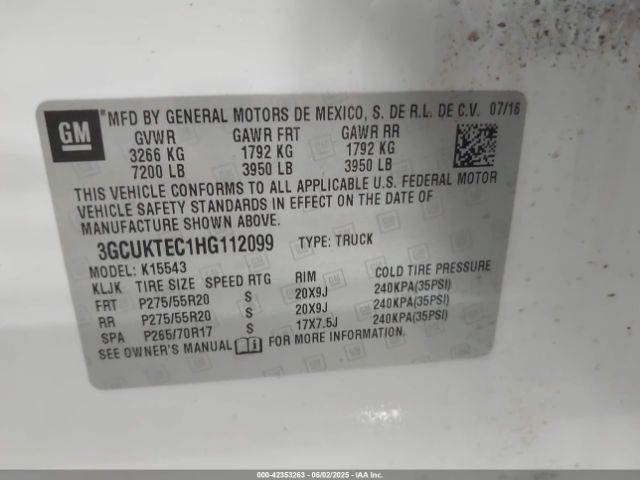 GM
*MFD BY GENERAL MOTORS DE MEXICO, S. DE R.L. DE C.V. 07/16
GVWR GAWR FRT GAWR RR
3266 KG 1792 KG 1792 KG
7200 LB 3950 LB 3950 LB
THIS VEHICLE CONFORMS TO ALL APPLICABLE U.S. FEDERAL MOTOR
VEHICLE SAFETY STANDARDS IN EFFECT ON THE DATE OF
MANUFACTURE SHOWN ABOVE.
3GCUKTEC1HG112099 TYPE: TRUCK
MODEL: K15543
KLJK TIRE SIZE SPEED RTG RIM COLD TIRE PRESSURE
FRT P275/55R20 S 20X9J 240KPA(35PSI)
RR P275/55R20 S 20X9J 240KPA(35PSI)
SPA P265/70R17 S 17X7.5J 240KPA(35PSI)
SEE OWNER'S MANUAL FOR MORE INFORMATION.
000-42353263 - 06/02/2025 - IAA Inc. Copyright